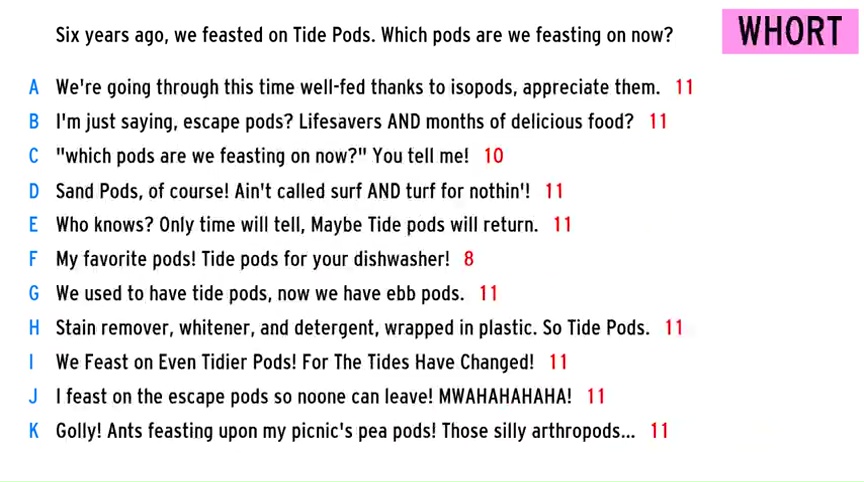 Six years ago, we feasted on Tide Pods. Which pods are we feasting on now?
WHORT
A We're going through this time well-fed thanks to isopods, appreciate them. 11
B I'm just saying, escape pods? Lifesavers AND months of delicious food? 11
C "which pods are we feasting on now?" You tell me! 10
D Sand Pods, of course! Ain't called surf AND turf for nothin'! 11
E Who knows? Only time will tell, Maybe Tide pods will return. 11
F My favorite pods! Tide pods for your dishwasher! 8
G We used to have tide pods, now we have ebb pods. 11
H Stain remover, whitener, and detergent, wrapped in plastic. So Tide Pods. 11
I We Feast on Even Tidier Pods! For The Tides Have Changed! 11
J I feast on the escape pods so noone can leave! MWAHAHAHAHA! 11
K Golly! Ants feasting upon my picnic's pea pods! Those silly arthropods... 11